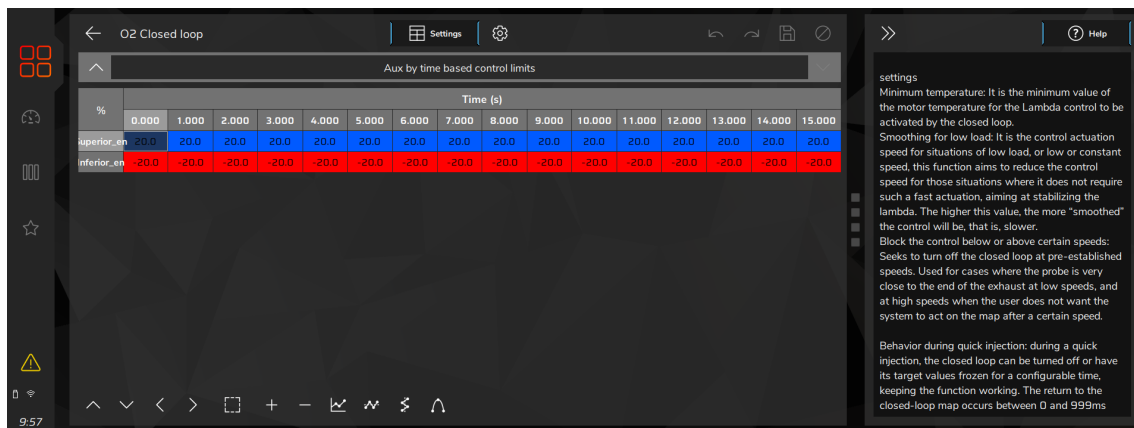 O2 Closed loop
Settings
Help
Aux by time based control limits
% Time (s)
0.000 1.000 2.000 3.000 4.000 5.000 6.000 7.000 8.000 9.000 10.000 11.000 12.000 13.000 14.000 15.000
uperior_en 20.0 20.0 20.0 20.0 20.0 20.0 20.0 20.0 20.0 20.0 20.0 20.0 20.0 20.0 20.0 20.0
nferior_en -20.0 -20.0 -20.0 -20.0 -20.0 -20.0 -20.0 -20.0 -20.0 -20.0 -20.0 -20.0 -20.0 -20.0 -20.0 -20.0
9:57
settings
Minimum temperature: It is the minimum value of
the motor temperature for the Lambda control to be
activated by the closed loop.
Smoothing for low load: It is the control actuation
speed for situations of low load, or low or constant
speed, this function aims to reduce the control
speed for those situations where it does not require
such a fast actuation, aiming at stabilizing the
lambda. The higher this value, the more “smoothed”
the control will be, that is, slower.
Block the control below or above certain speeds:
Seeks to turn off the closed loop at pre-established
speeds. Used for cases where the probe is very
close to the end of the exhaust at low speeds, and
at high speeds when the user does not want the
system to act on the map after a certain speed.
Behavior during quick injection: during a quick
injection, the closed loop can be turned off or have
its target values frozen for a configurable time,
keeping the function working. The return to the
closed-loop map occurs between 0 and 999ms